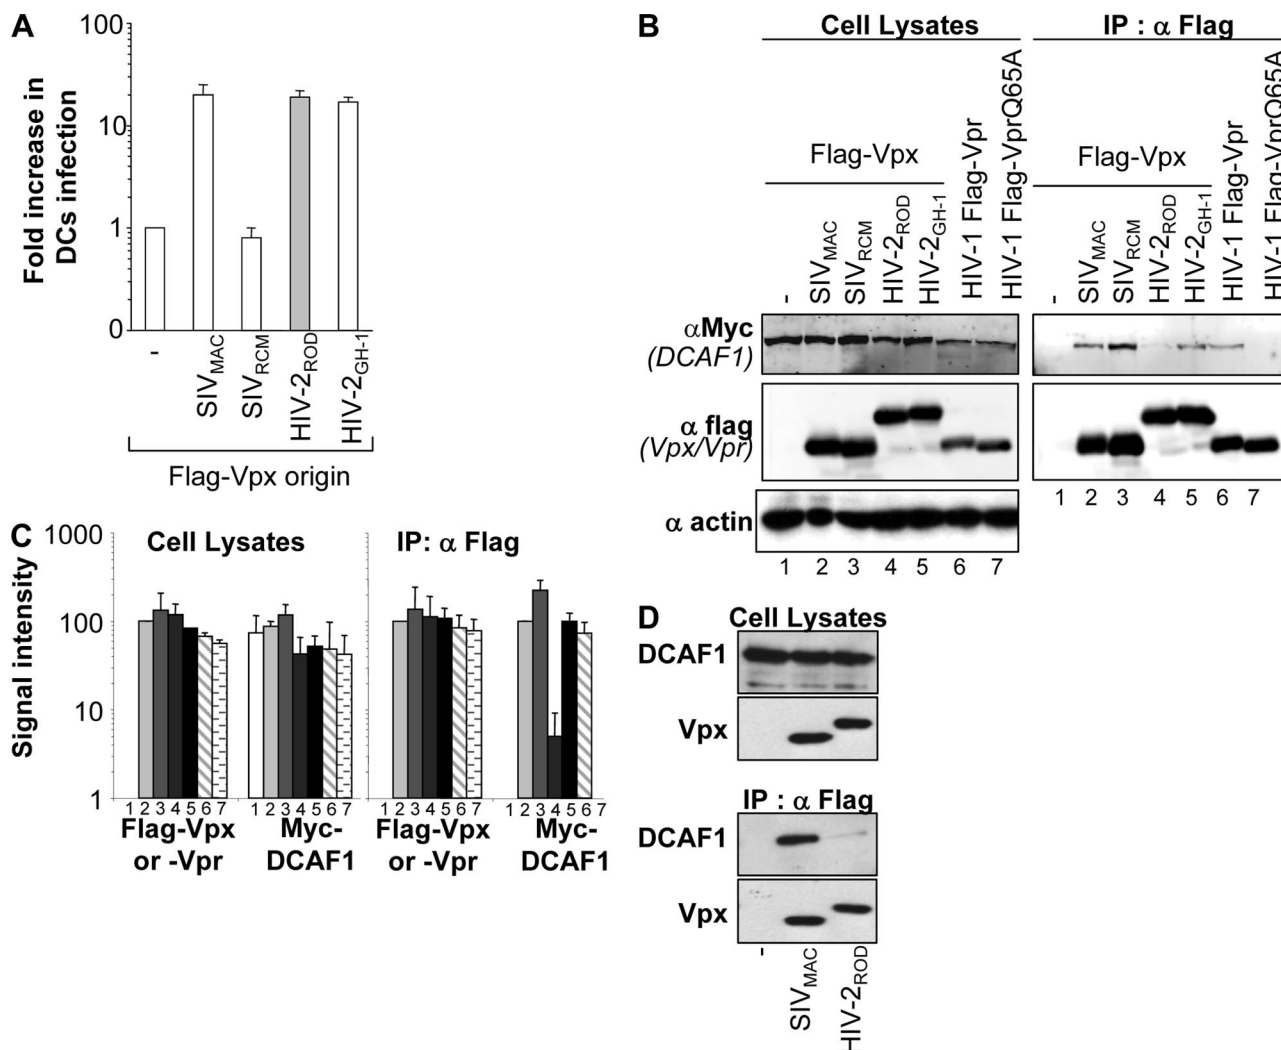 A
Fold increase in
DCs infection
100
10
1
0
-
SIVMAC
SIVRCM
HIV-2ROD
HIV-2GH-1
Flag-Vpx origin
B
Cell Lysates
IP : α Flag
Flag-Vpx
Flag-Vpx
-
SIVMAC
SIVRCM
HIV-2ROD
HIV-2GH-1
HIV-1 Flag-Vpr
HIV-1 Flag-VprQ65A
-
SIVMAC
SIVRCM
HIV-2ROD
HIV-2GH-1
HIV-1 Flag-Vpr
HIV-1 Flag-VprQ65A
αMyc
(DCAF1)
α flag
(Vpx/Vpr)
α actin
1 2 3 4 5 6 7
1 2 3 4 5 6 7
C
Signal intensity
1000
100
10
1
Cell Lysates
IP: α Flag
1 2 3 4 5 6 7
1 2 3 4 5 6 7
1 2 3 4 5 6 7
1 2 3 4 5 6 7
Flag-Vpx
or -Vpr
Myc-
DCAF1
Flag-Vpx
or -Vpr
Myc-
DCAF1
D
Cell Lysates
DCAF1
Vpx
IP : α Flag
DCAF1
Vpx
-
SIVMAC
HIV-2ROD